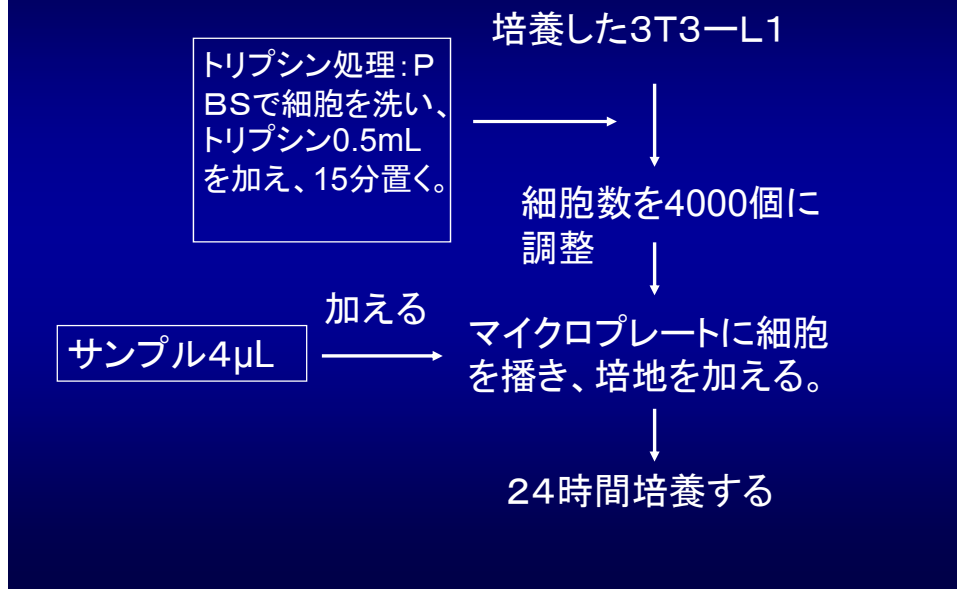 培養した3T3ーL1
トリプシン処理：P
BSで細胞を洗い、
トリプシン0.5mL
を加え、15分置く。
細胞数を4000個に
調整
加える
サンプル4μL
マイクロプレートに細胞
を播き、培地を加える。
２４時間培養する